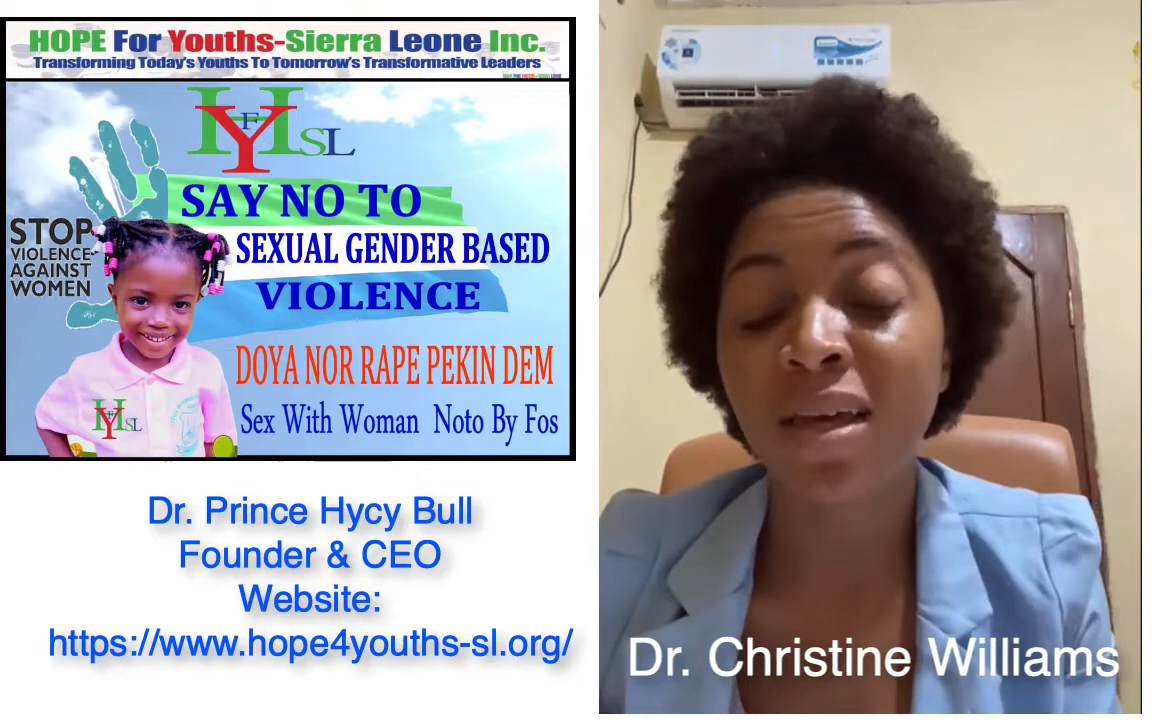 HOPE For Youths-Sierra Leone Inc.
Transforming Today's Youths To Tomorrow's Transformative Leaders
HYFSL
SAY NO TO
SEXUAL GENDER BASED
VIOLENCE
STOP
VIOLENCE
AGAINST
WOMEN
DOYA NOR RAPE PEKIN DEM
Sex With Woman Noto By Fos
HYFSL
Dr. Prince Hycy Bull
Founder & CEO
Website:
https://www.hope4youths-sl.org/
Dr. Christine Williams